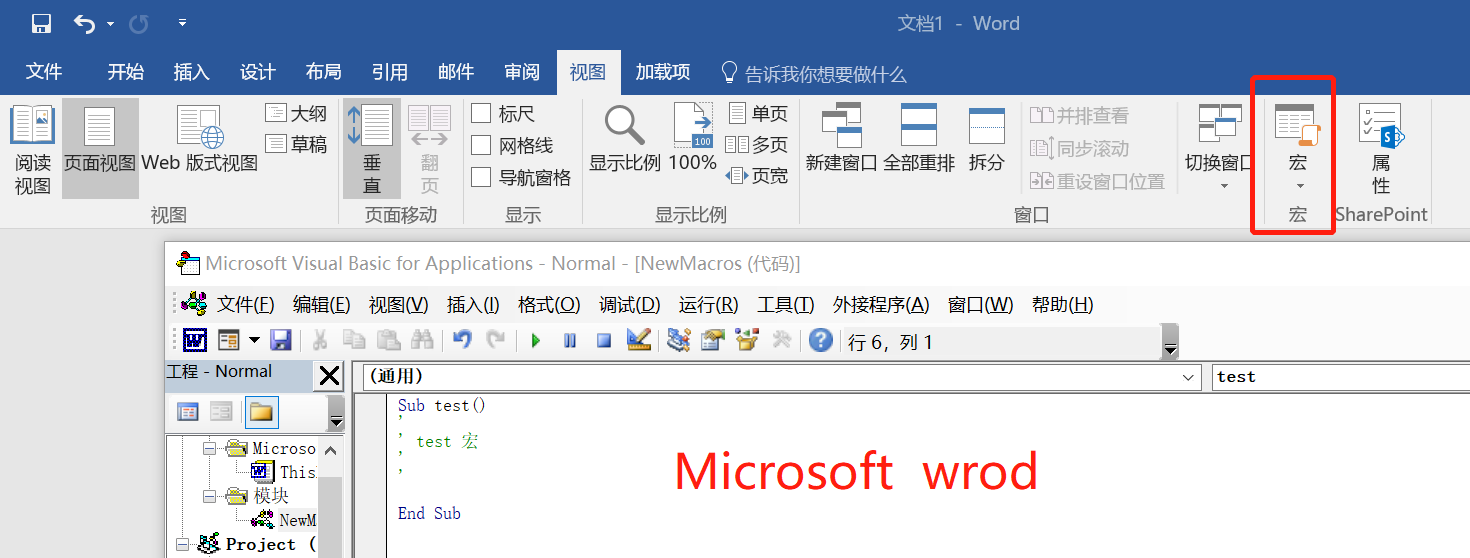 文档1 - Word
文件 开始 插入 设计 布局 引用 邮件 审阅 视图 加载项 告诉我你想要做什么
阅读视图 页面视图 Web 版式视图 大纲 草稿
视图
垂直 翻页
页面移动
标尺
网格线
导航窗格
显示
显示比例 100% 单页 多页 页宽
100
显示比例
新建窗口 全部重排 拆分 并排查看 同步滚动 重设窗口位置 切换窗口
窗口
宏
宏
属性
SharePoint
Microsoft Visual Basic for Applications - Normal - [NewMacros (代码)]
文件(F) 编辑(E) 视图(V) 插入(I) 格式(O) 调试(D) 运行(R) 工具(T) 外接程序(A) 窗口(W) 帮助(H)
行 6，列 1
工程 - Normal
(通用) test
Microso
This
模块
NewM
Project (
Sub test()
'
' test 宏
'
'
End Sub
Microsoft wrod